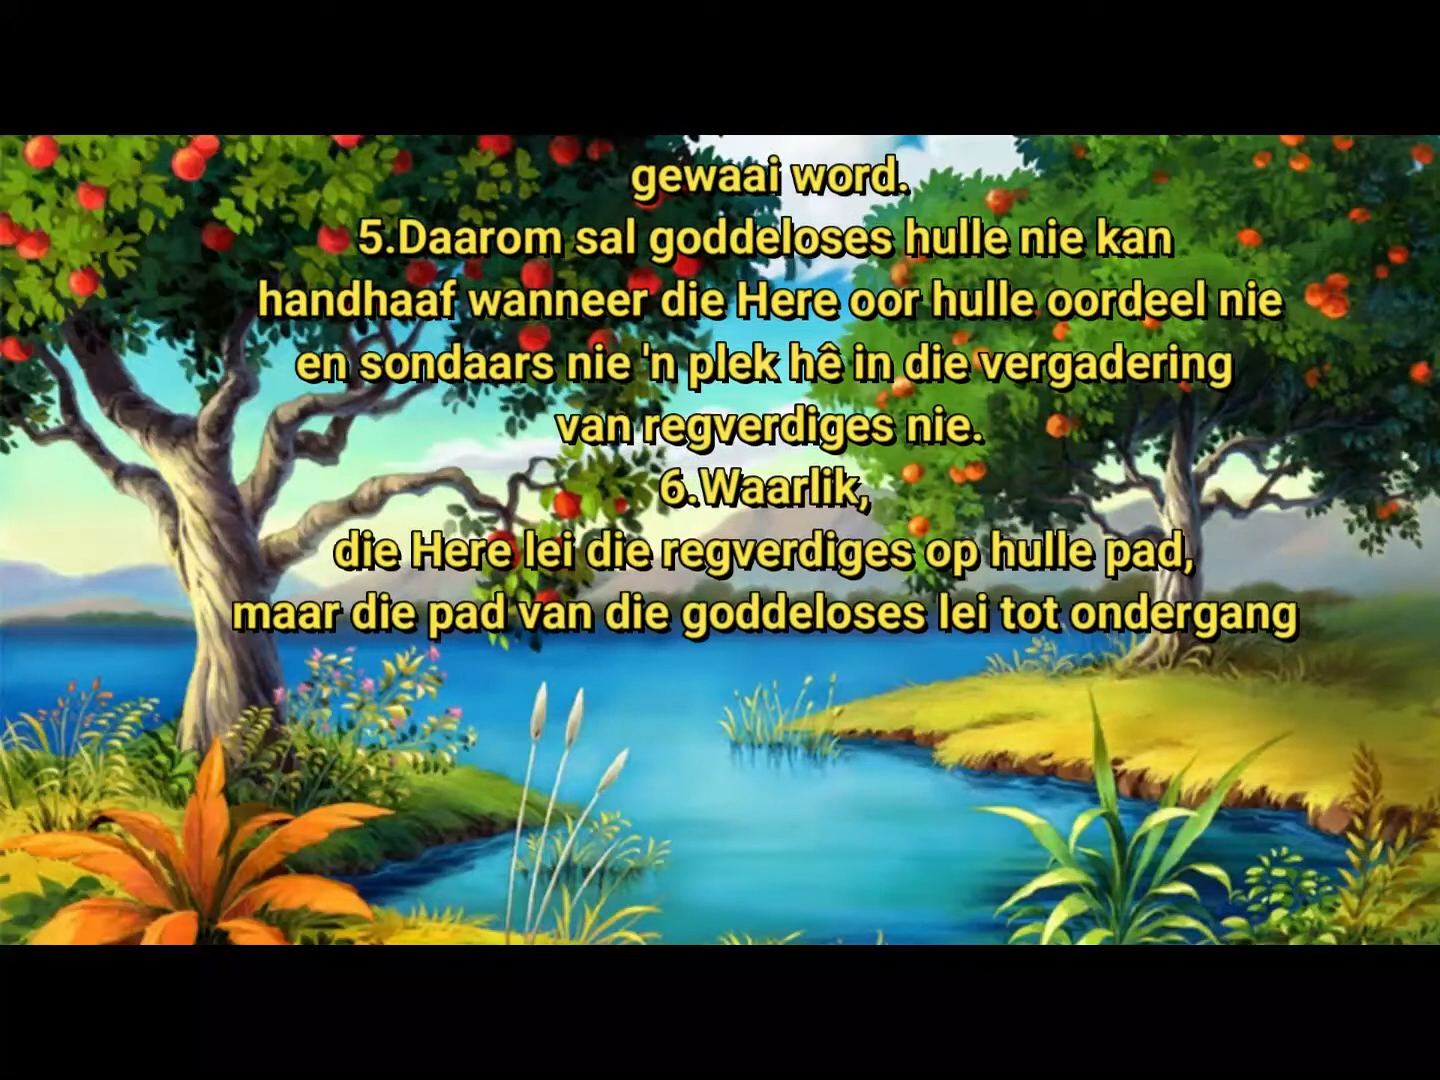 gewaai word.
5.Daarom sal goddeloses hulle nie kan
handhaaf wanneer die Here oor hulle oordeel nie
en sondaars nie 'n plek hê in die vergadering
van regverdiges nie.
6.Waarlik,
die Here lei die regverdiges op hulle pad,
maar die pad van die goddeloses lei tot ondergang